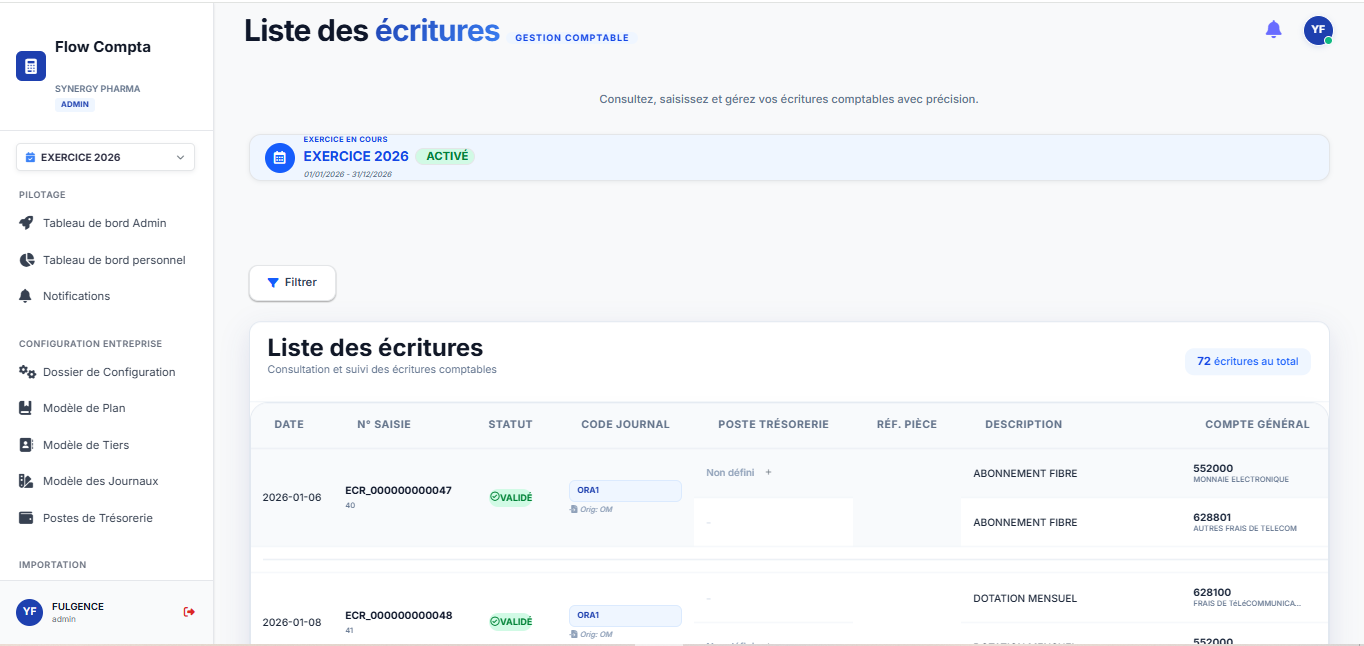 Flow Compta
SYNERGY PHARMA
ADMIN
EXERCICE 2026
PILOTAGE
Tableau de bord Admin
Tableau de bord personnel
Notifications
CONFIGURATION ENTREPRISE
Dossier de Configuration
Modèle de Plan
Modèle de Tiers
Modèle des Journaux
Postes de Trésorerie
IMPORTATION
YF FULGENCE
admin
Liste des écritures GESTION COMPTABLE
YF
Consultez, saisissez et gérez vos écritures comptables avec précision.
EXERCICE EN COURS
EXERCICE 2026 ACTIVÉ
01/01/2026 - 31/12/2026
Filtrer
Liste des écritures
Consultation et suivi des écritures comptables
72 écritures au total
DATE N° SAISIE STATUT CODE JOURNAL POSTE TRÉSORERIE RÉF. PIÈCE DESCRIPTION COMPTE GÉNÉRAL
2026-01-06 ECR_000000000047 VALIDÉ ORA1 Non défini + ABONNEMENT FIBRE 552000
40 Orig: OM MONNAIE ELECTRONIQUE
- ABONNEMENT FIBRE 628801
AUTRES FRAIS DE TELECOM
2026-01-08 ECR_000000000048 VALIDÉ ORA1 - DOTATION MENSUEL 628100
41 Orig: OM FRAIS DE TéLéCOMMUNICA...
552000